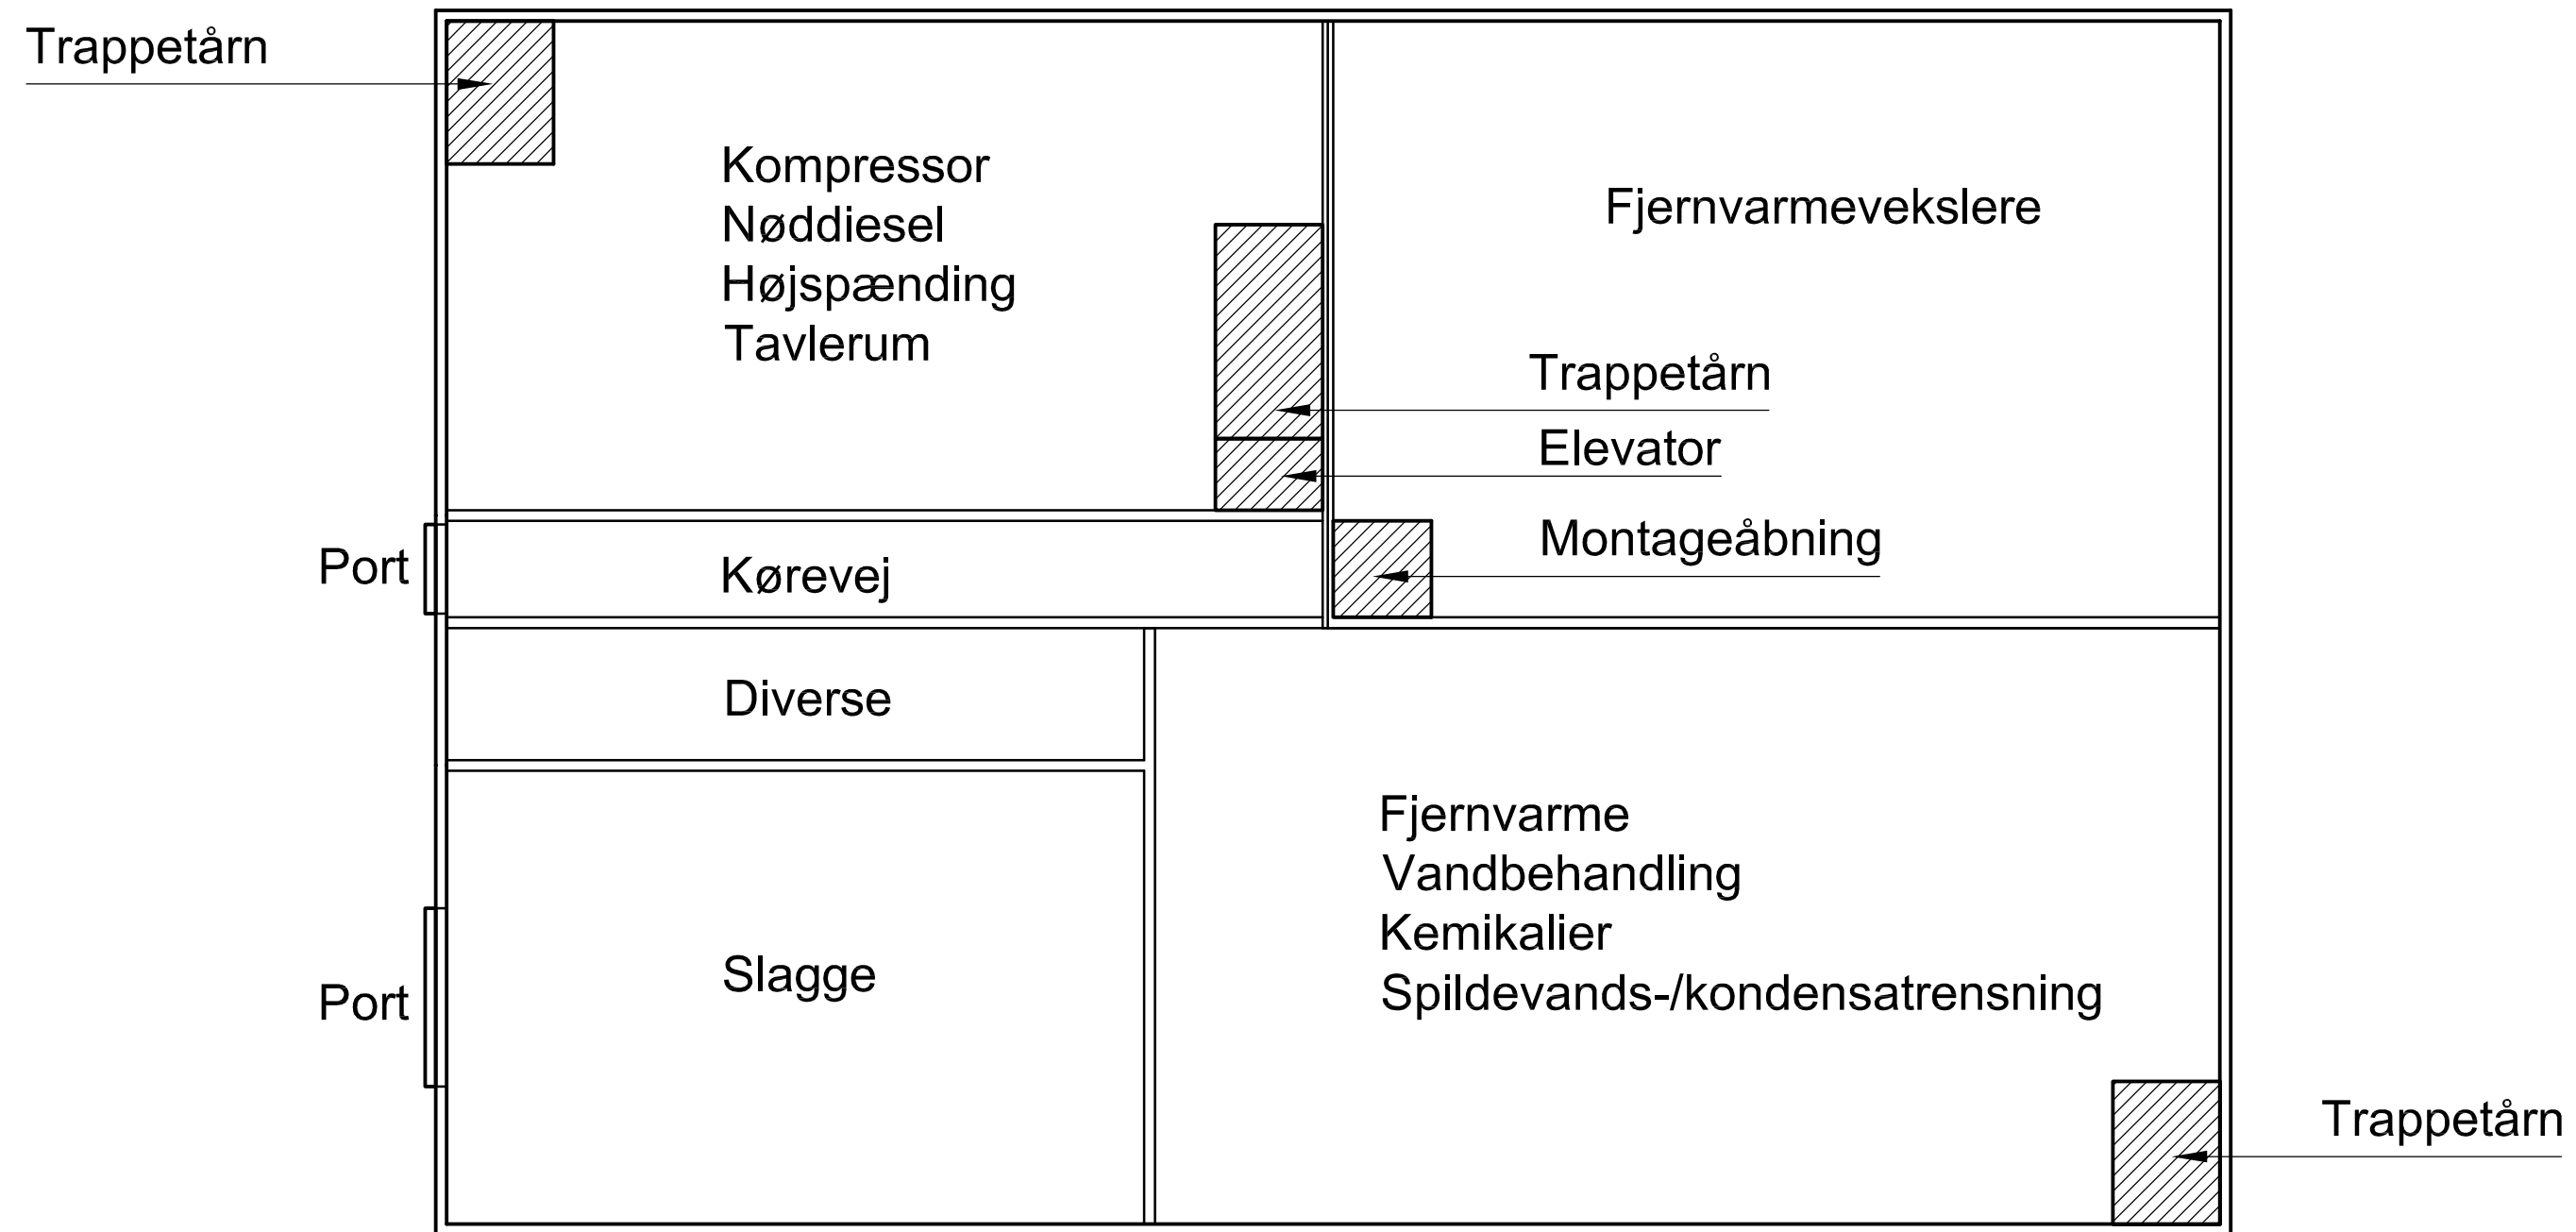 Trappetårn
Kompressor
Nøddiesel
Højspænding
Tavlerum
Fjernvarmevekslere
Trappetårn
Elevator
Montageåbning
Port
Kørevej
Diverse
Fjernvarme
Vandbehandling
Kemikalier
Spildevands-/kondensatrensning
Slagge
Port
Trappetårn